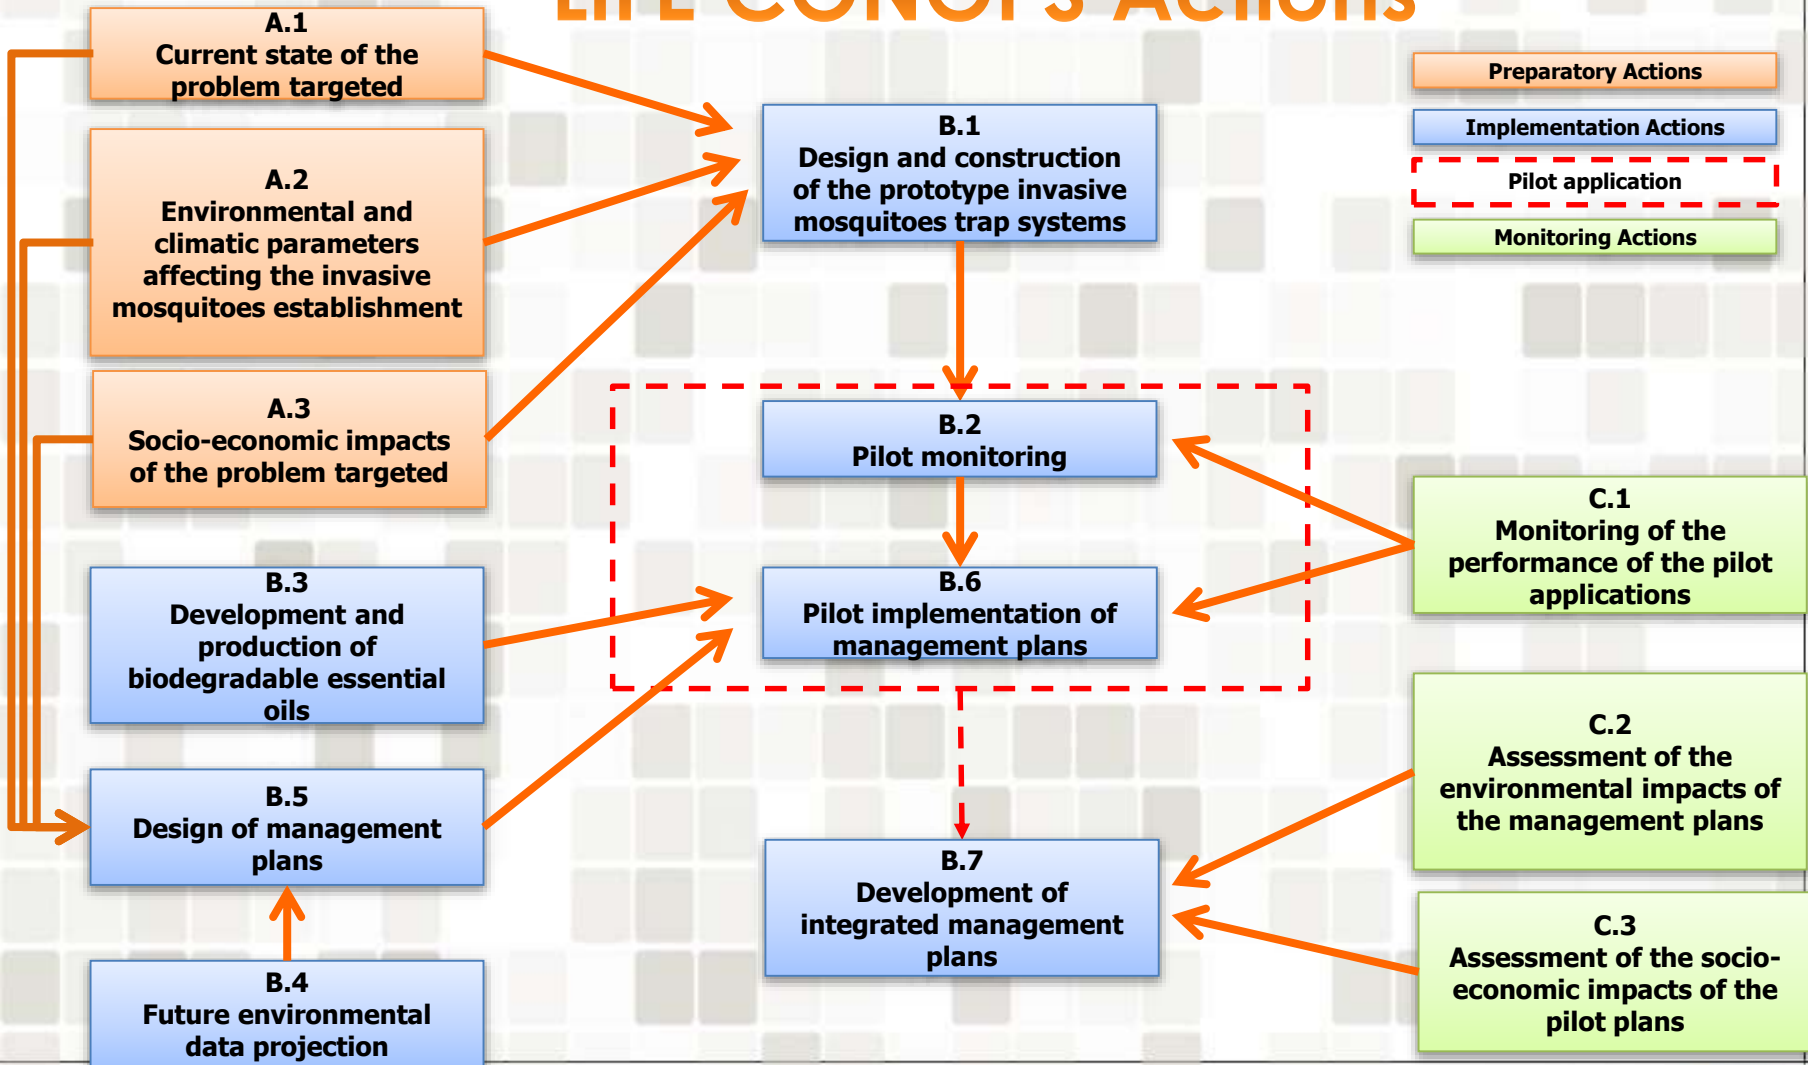 LIFE CONOPS Actions
A.1
Current state of the
problem targeted
A.2
Environmental and
climatic parameters
affecting the invasive
mosquitoes establishment
A.3
Socio-economic impacts
of the problem targeted
B.3
Development and
production of
biodegradable essential
oils
B.5
Design of management
plans
B.4
Future environmental
data projection
B.1
Design and construction
of the prototype invasive
mosquitoes trap systems
B.2
Pilot monitoring
B.6
Pilot implementation of
management plans
B.7
Development of
integrated management
plans
Preparatory Actions
Implementation Actions
Pilot application
Monitoring Actions
C.1
Monitoring of the
performance of the pilot
applications
C.2
Assessment of the
environmental impacts of
the management plans
C.3
Assessment of the socio-
economic impacts of the
pilot plans